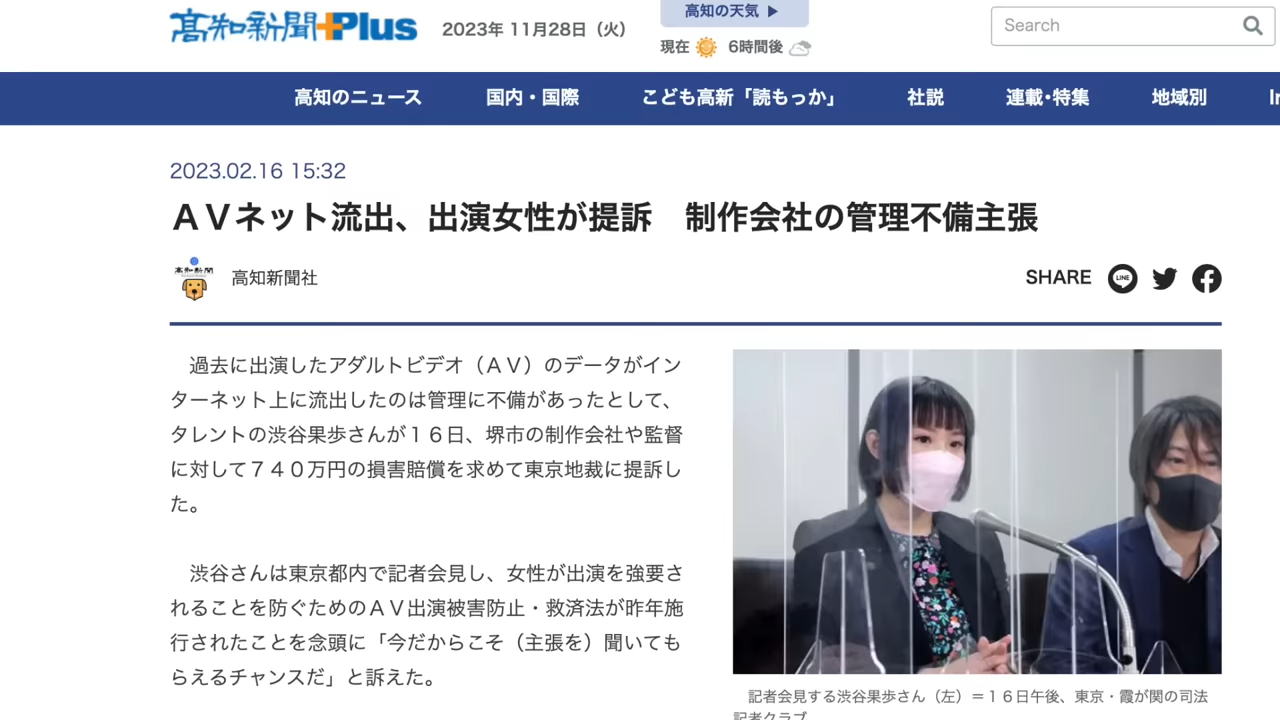 高知新聞+Plus
2023年 11月28日（火）
高知の天気 ▶
現在 6時間後
Search
高知のニュース 国内・国際 こども高新「読もっか」 社説 連載・特集 地域別
2023.02.16 15:32
ＡＶネット流出、出演女性が提訴　制作会社の管理不備主張
高知新聞
高知新聞社
SHARE
LINE
過去に出演したアダルトビデオ（ＡＶ）のデータがイン
ターネット上に流出したのは管理に不備があったとして、
タレントの渋谷果歩さんが１６日、堺市の制作会社や監督
に対して７４０万円の損害賠償を求めて東京地裁に提訴し
た。
渋谷さんは東京都内で記者会見し、女性が出演を強要さ
れることを防ぐためのＡＶ出演被害防止・救済法が昨年施
行されたことを念頭に「今だからこそ（主張を）聞いても
らえるチャンスだ」と訴えた。
記者会見する渋谷果歩さん（左）＝１６日午後、東京・霞が関の司法
記者クラブ